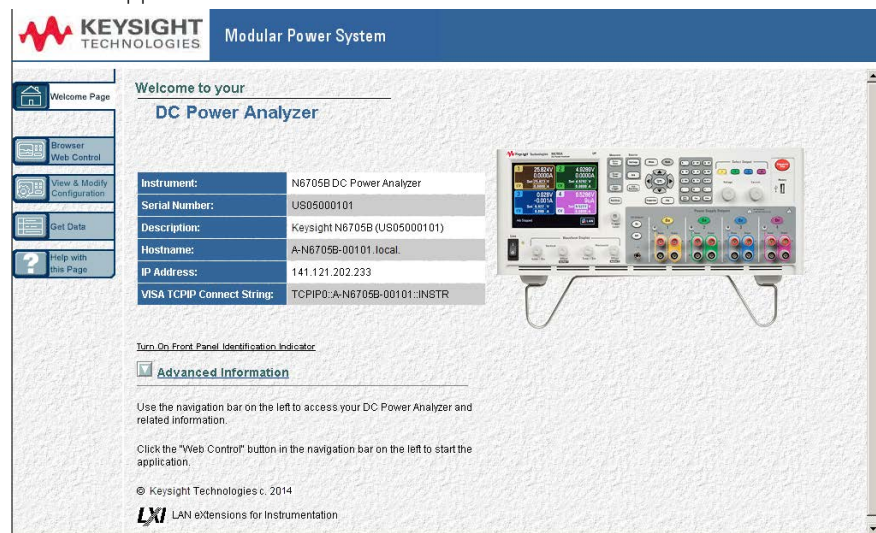 KEYSIGHT
TECHNOLOGIES
Modular Power System
Welcome Page
Browser
Web Control
View & Modify
Configuration
Get Data
Help with
this Page
Welcome to your
DC Power Analyzer
Instrument: N6705B DC Power Analyzer
Serial Number: US05000101
Description: Keysight N6705B (US05000101)
Hostname: A-N6705B-00101.local.
IP Address: 141.121.202.233
VISA TCPIP Connect String: TCPIP0::A-N6705B-00101::INSTR
Turn On Front Panel Identification Indicator
Advanced Information
Use the navigation bar on the left to access your DC Power Analyzer and
related information.
Click the "Web Control" button in the navigation bar on the left to start the
application.
© Keysight Technologies c. 2014
LXI LAN eXtensions for Instrumentation